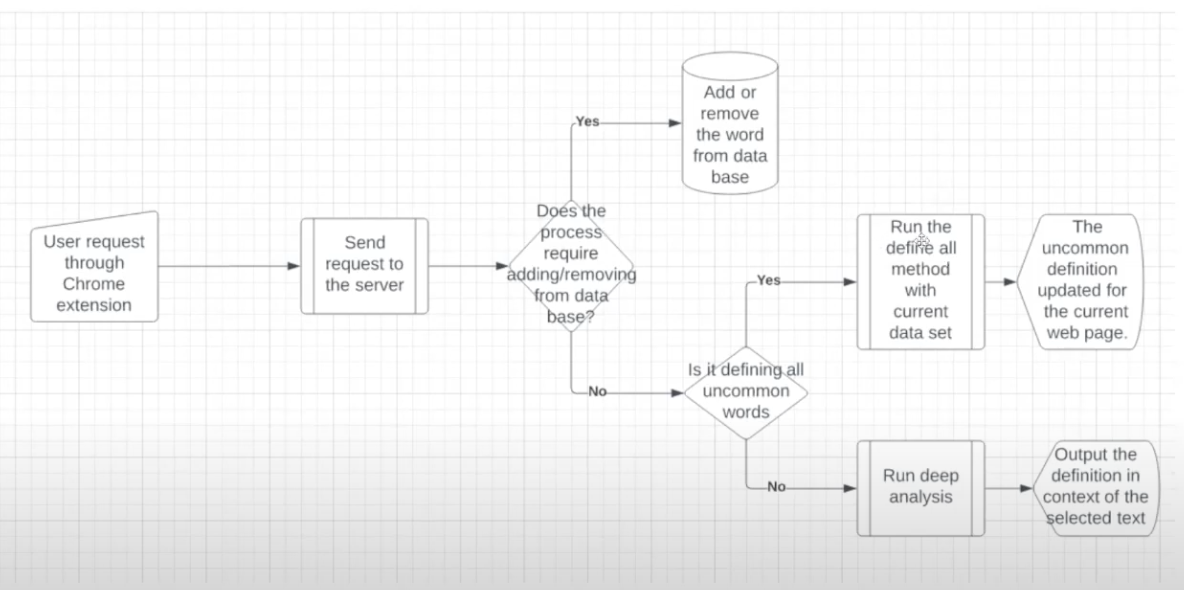 User request
through
Chrome
extension
Send
request to
the server
Does the
process
require
adding/removing
from data
base?
Yes
Add or
remove
the word
from data
base
No
Is it defining all
uncommon
words
Yes
Run the
define all
method
with
current
data set
The
uncommon
definition
updated for
the current
web page.
No
Run deep
analysis
Output the
definition in
context of the
selected text